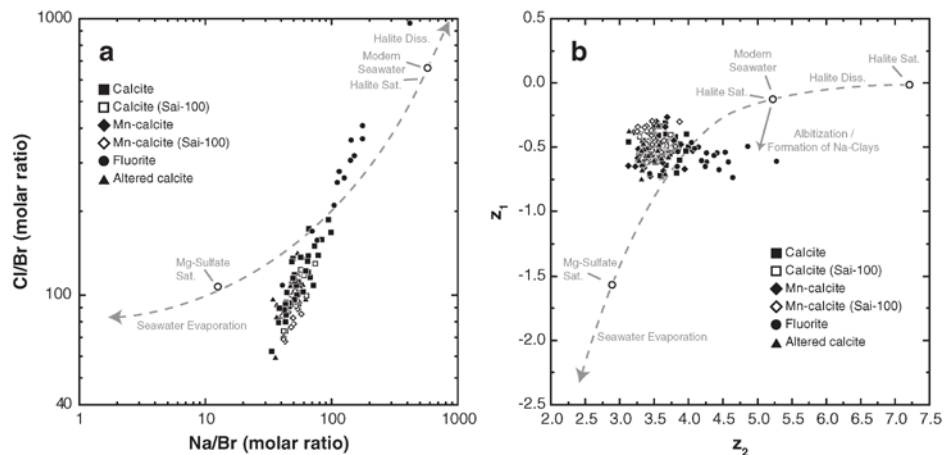 1000
100
40
Cl/Br (molar ratio)
a
Calcite
Calcite (Sai-100)
Mn-calcite
Mn-calcite (Sai-100)
Fluorite
Altered calcite
Halite Diss.
Modern
Seawater
Halite Sat.
Mg-Sulfate
Sat.
Seawater Evaporation
1 10 100 1000
Na/Br (molar ratio)
b
0.0
-0.5
-1.0
-1.5
-2.0
-2.5
z1
Modern
Seawater
Halite Sat.
Halite Sat.
Halite Diss.
Albitization /
Formation of Na-Clays
Mg-Sulfate
Sat.
Seawater Evaporation
Calcite
Calcite (Sai-100)
Mn-calcite
Mn-calcite (Sai-100)
Fluorite
Altered calcite
2.0 2.5 3.0 3.5 4.0 4.5 5.0 5.5 6.0 6.5 7.0 7.5
z2